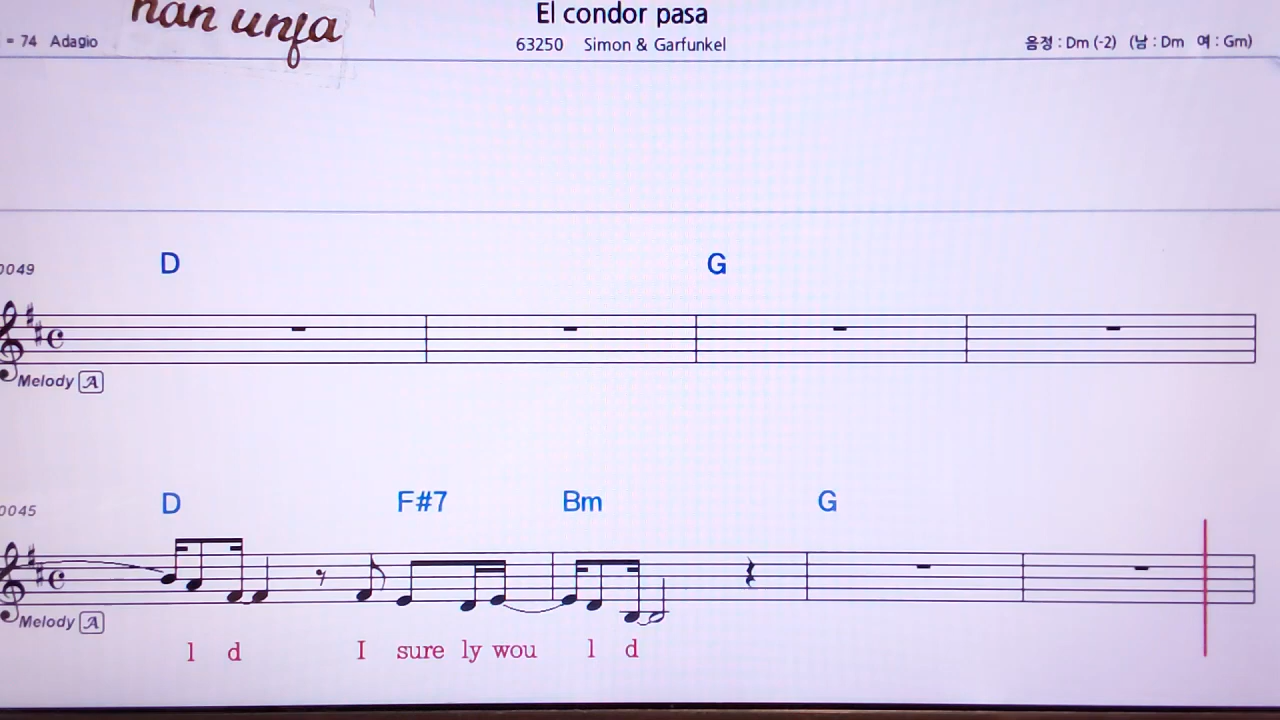 han unfa
El condor pasa
= 74 Adagio
63250 Simon & Garfunkel
음정 : Dm (-2) (남 : Dm 여 : Gm)
0049
D G
Melody A
0045
D F#7 Bm G
Melody A
l d I sure ly wou l d